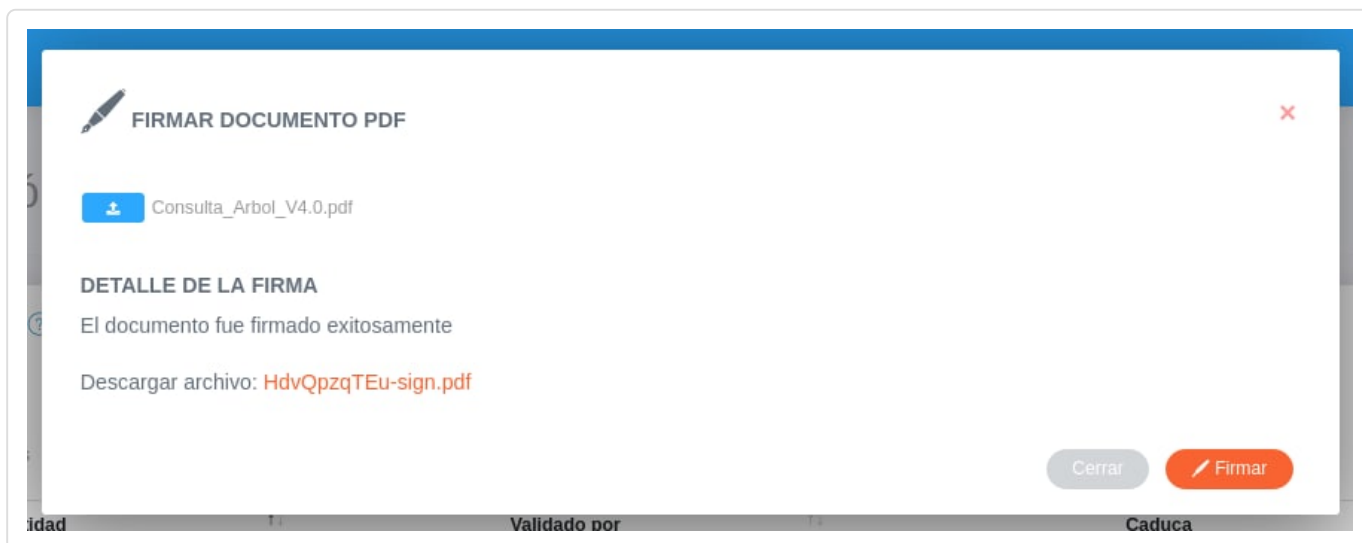 FIRMAR DOCUMENTO PDF
Consulta_Arbol_V4.0.pdf
DETALLE DE LA FIRMA
El documento fue firmado exitosamente
Descargar archivo: HdvQpzqTEu-sign.pdf
Cerrar Firmar
Validado por Caduca